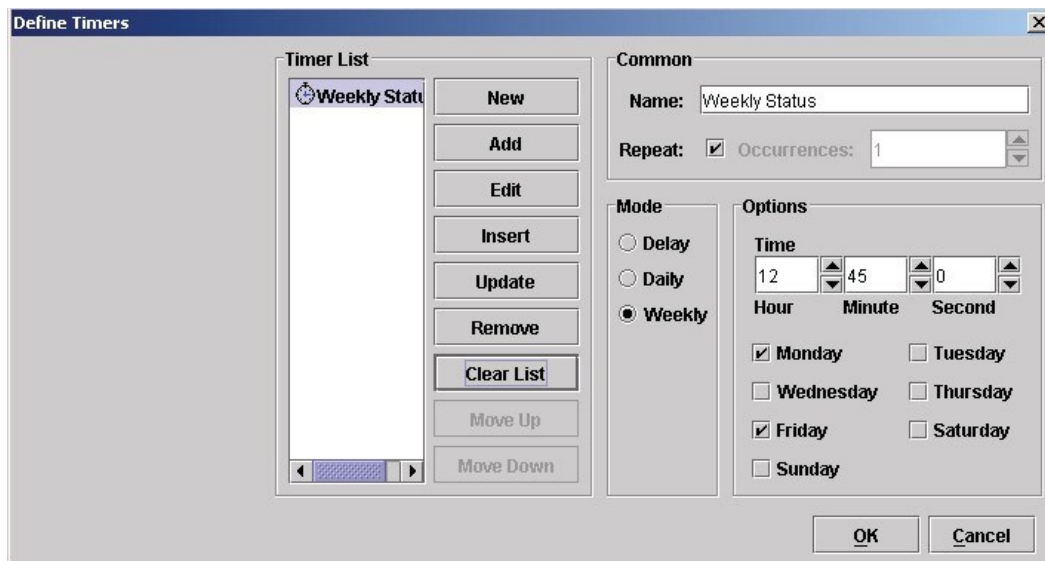 Define Timers
Timer List
Weekly Statu
New
Add
Edit
Insert
Update
Remove
Clear List
Move Up
Move Down
Common
Name: Weekly Status
Repeat: Occurrences: 1
Mode
Delay
Daily
Weekly
Options
Time
12 45 0
Hour Minute Second
Monday Tuesday
Wednesday Thursday
Friday Saturday
Sunday
OK Cancel